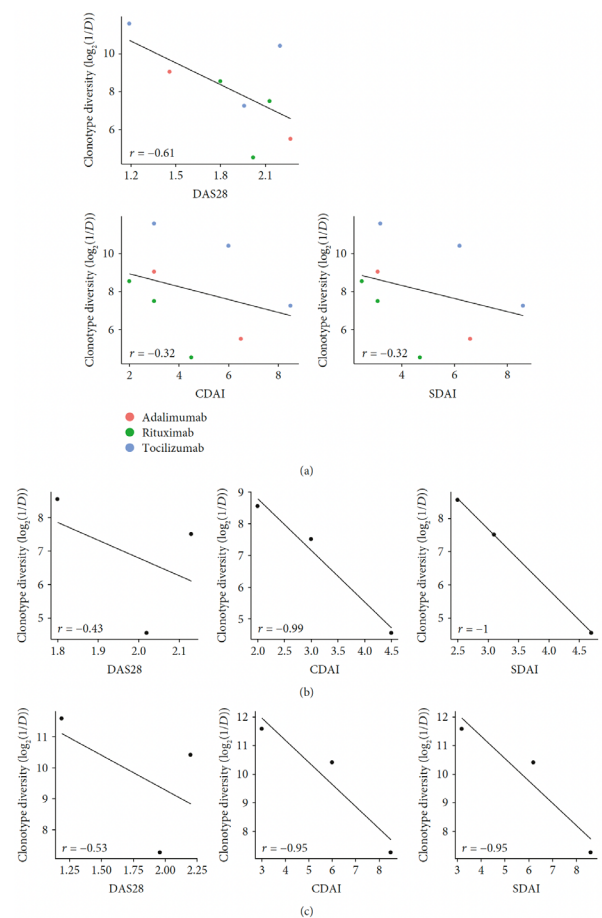 Clonotype diversity (log2(1/D))
10
8
6
r = −0.61
1.2 1.5 1.8 2.1
DAS28
Clonotype diversity (log2(1/D))
10
8
6
r = −0.32
2 4 6 8
CDAI
Clonotype diversity (log2(1/D))
10
8
6
r = −0.32
4 6 8
SDAI
Adalimumab
Rituximab
Tocilizumab
(a)
Clonotype diversity (log2(1/D))
8
7
6
5
r = −0.43
1.8 1.9 2.0 2.1
DAS28
Clonotype diversity (log2(1/D))
9
8
7
6
5
r = −0.99
2.0 2.5 3.0 3.5 4.0 4.5
CDAI
Clonotype diversity (log2(1/D))
8
7
6
5
r = −1
2.5 3.0 3.5 4.0 4.5
SDAI
(b)
Clonotype diversity (log2(1/D))
11
10
9
8
r = −0.53
1.25 1.50 1.75 2.00 2.25
DAS28
Clonotype diversity (log2(1/D))
12
11
10
9
8
r = −0.95
3 4 5 6 7 8
CDAI
Clonotype diversity (log2(1/D))
12
11
10
9
8
r = −0.95
3 4 5 6 7 8
SDAI
(c)